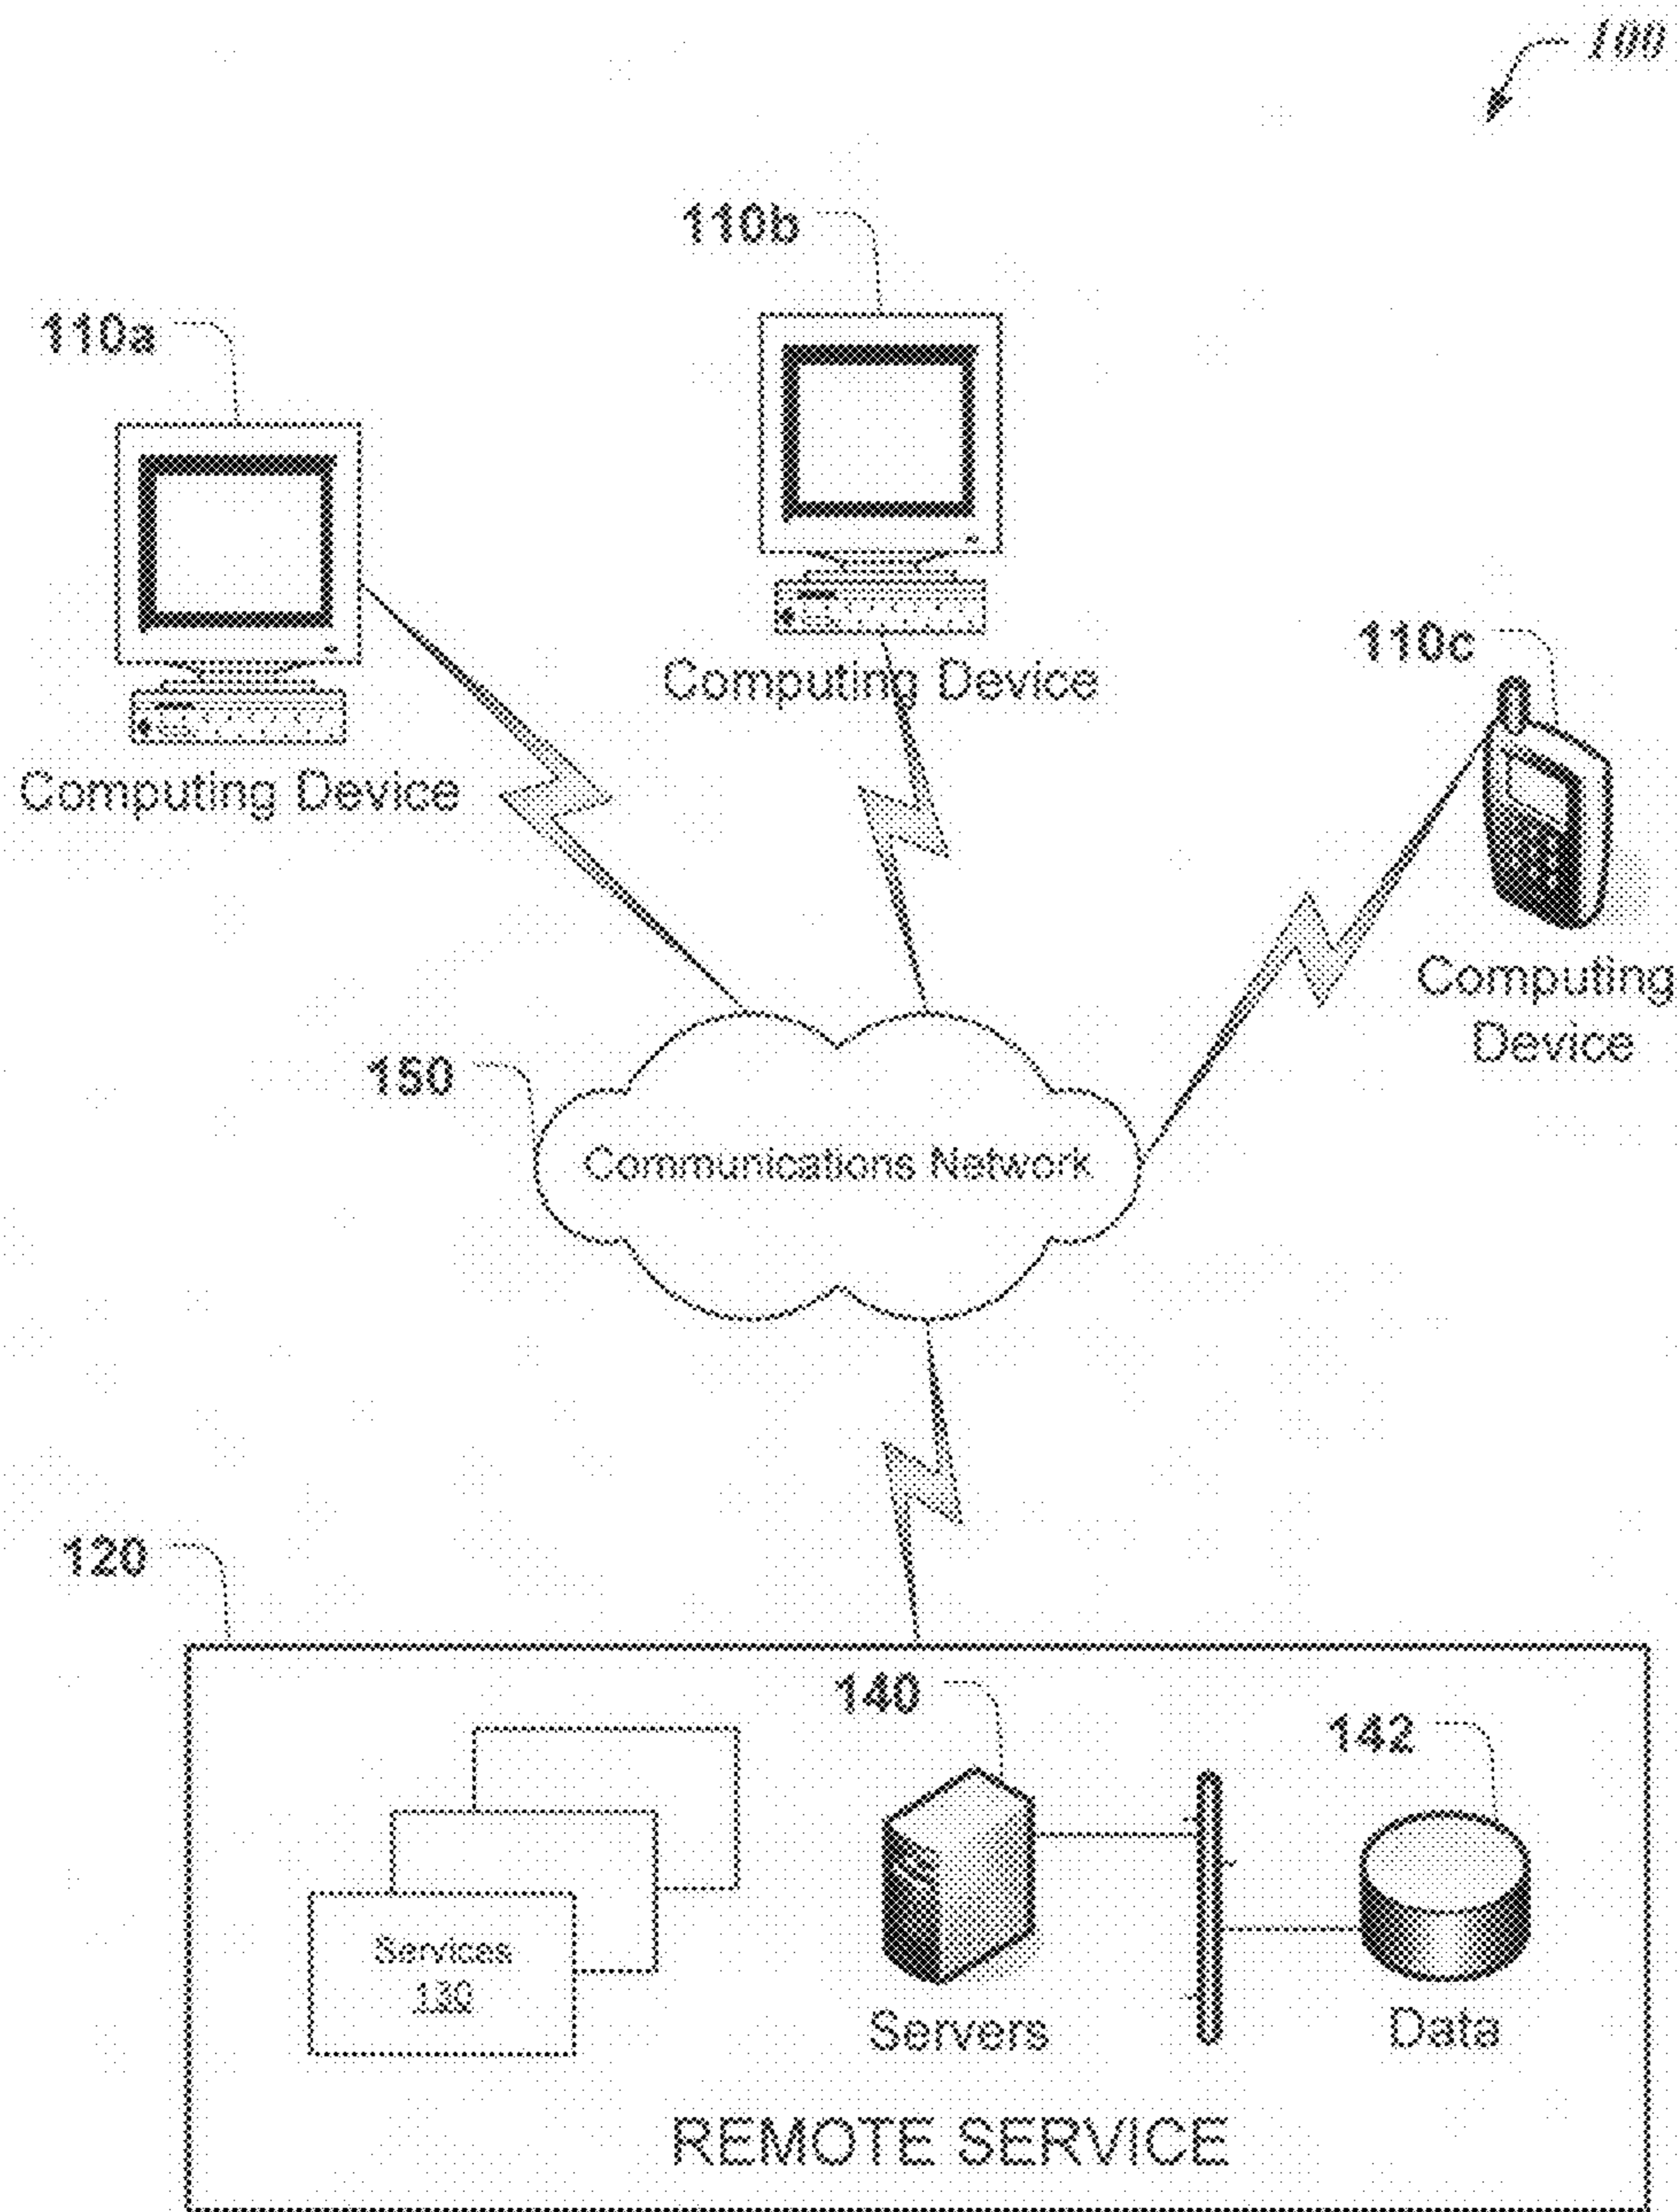 100
110b
110a
Computing Device
110c
Computing Device
Computing
Device
150
Communications Network
120
140
142
Services
130
Servers
Data
REMOTE SERVICE